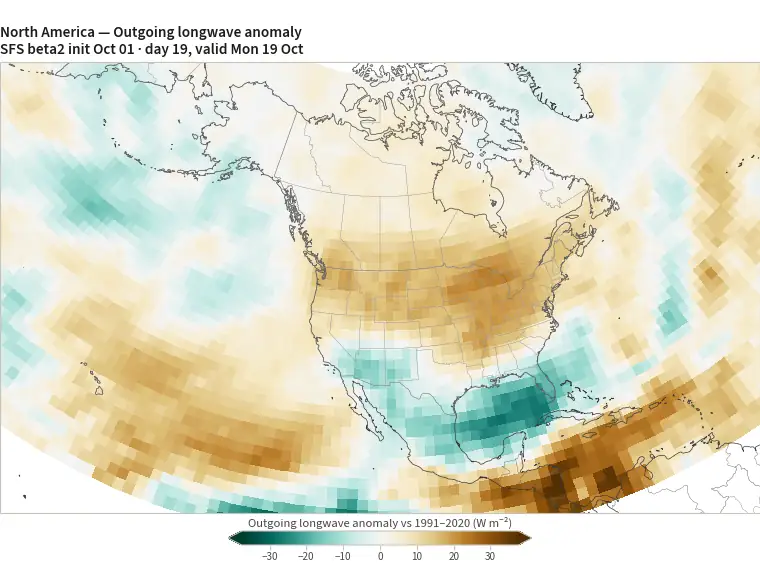 North America — Outgoing longwave anomaly
SFS beta2 init Oct 01 · day 19, valid Mon 19 Oct
Outgoing longwave anomaly vs 1991–2020 (W m⁻²)
−30 −20 −10 0 10 20 30